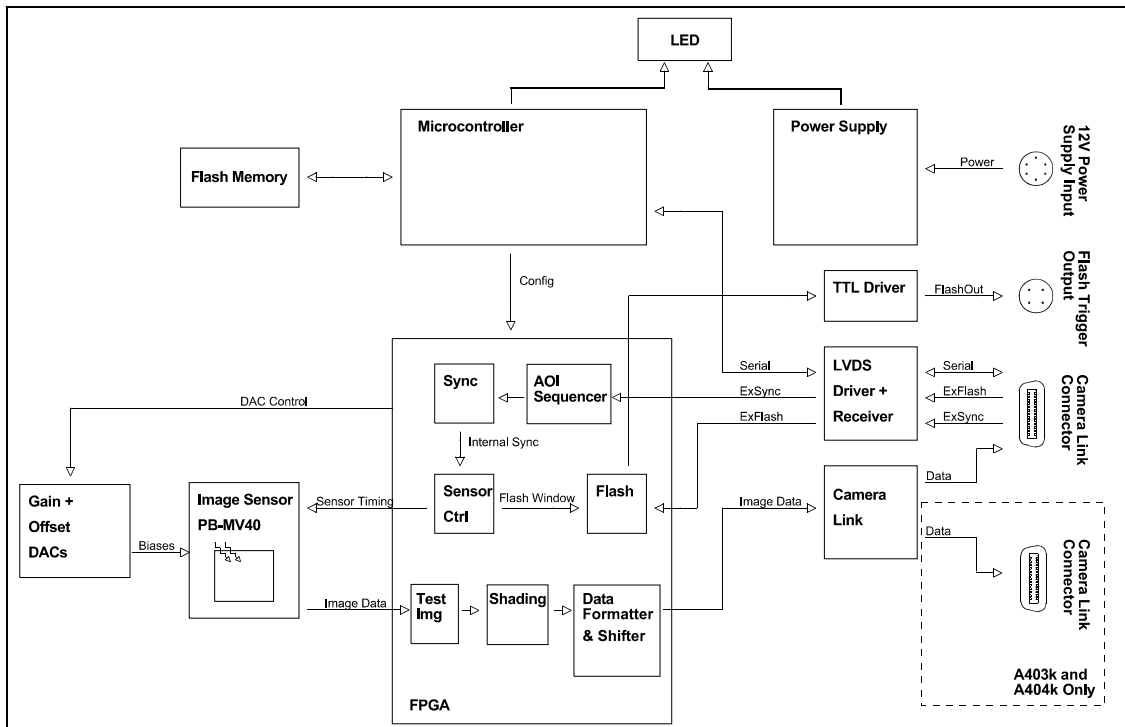 LED
Microcontroller
Power Supply
12V Power
Supply Input
Power
Flash Memory
Config
TTL Driver
FlashOut
Flash Trigger
Output
FPGA
Sync
AOI
Sequencer
Serial
ExSync
ExFlash
LVDS
Driver +
Receiver
Serial
ExFlash
ExSync
Camera Link
Connector
DAC Control
Internal Sync
Gain +
Offset
DACs
Biases
Image Sensor
PB-MV40
Sensor Timing
Sensor
Ctrl
Flash Window
Flash
Image Data
Camera
Link
Data
Data
Camera Link
Connector
A403k and
A404k Only
Image Data
Test
Img
Shading
Data
Formatter
& Shifter